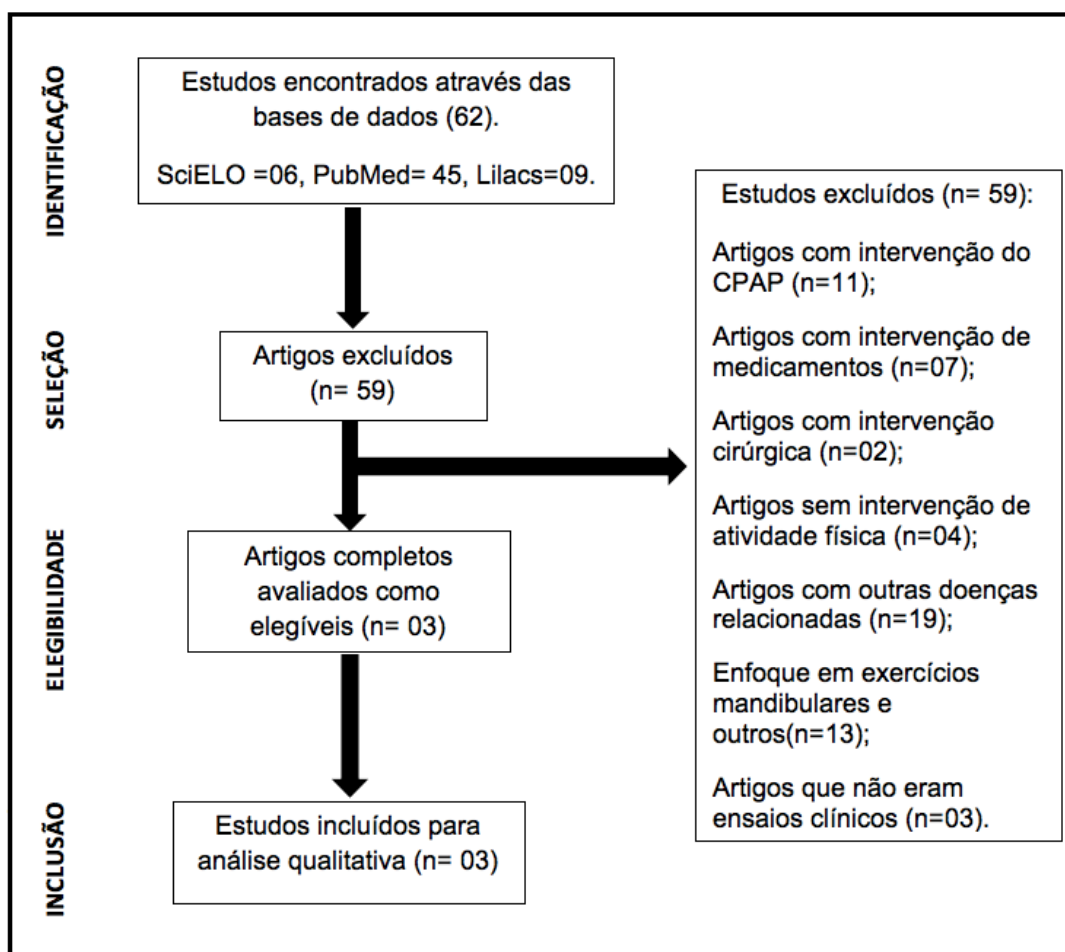 IDENTIFICAÇÃO
Estudos encontrados através das
bases de dados (62).
SciELO =06, PubMed= 45, Lilacs=09.
SELEÇÃO
Artigos excluídos
(n= 59)
Estudos excluídos (n= 59):
Artigos com intervenção do
CPAP (n=11);
Artigos com intervenção de
medicamentos (n=07);
Artigos com intervenção
cirúrgica (n=02);
Artigos sem intervenção de
atividade física (n=04);
Artigos com outras doenças
relacionadas (n=19);
Enfoque em exercícios
mandibulares e
outros(n=13);
Artigos que não eram
ensaios clínicos (n=03).
ELEGIBILIDADE
Artigos completos
avaliados como
elegíveis (n= 03)
INCLUSÃO
Estudos incluídos para
análise qualitativa (n= 03)